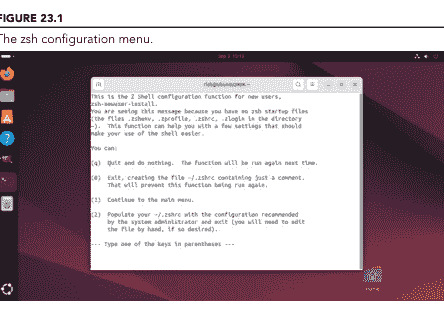 FIGURE 23.1
The zsh configuration menu.
This is the Z Shell configuration function for new users,
zsh-newuser-install.
You are seeing this message because you have no zsh startup files
(the files .zshenv, .zprofile, .zshrc, .zlogin in the directory
~). This function can help you with a few settings that should
make your use of the shell easier.
You can:
(q) Quit and do nothing. The function will be run again next time.
(0) Exit, creating the file ~/.zshrc containing just a comment.
That will prevent this function being run again.
(1) Continue to the main menu.
(2) Populate your ~/.zshrc with the configuration recommended
by the system administrator and exit (you will need to edit
the file by hand, if so desired).
--- Type one of the keys in parentheses ---